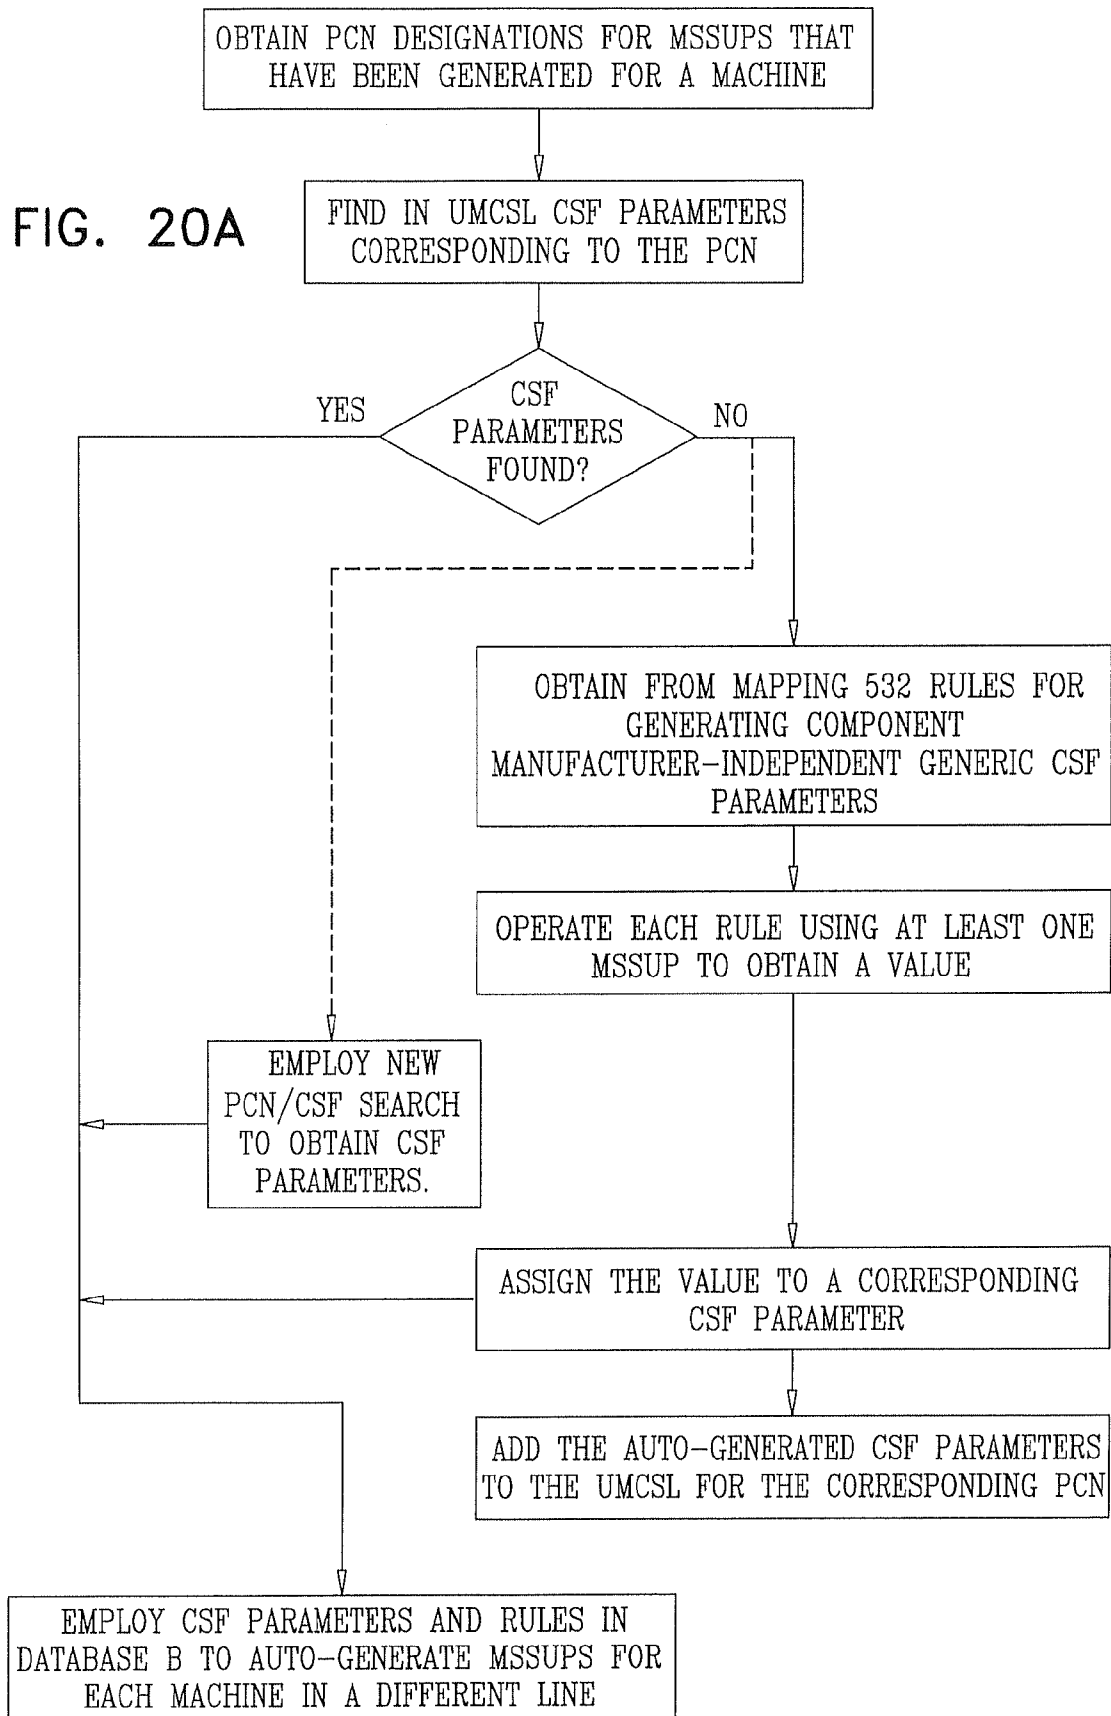 OBTAIN PCN DESIGNATIONS FOR MSSUPS THAT
HAVE BEEN GENERATED FOR A MACHINE
FIG. 20A
FIND IN UMCSL CSF PARAMETERS
CORRESPONDING TO THE PCN
CSF
PARAMETERS
FOUND?
YES
NO
OBTAIN FROM MAPPING 532 RULES FOR
GENERATING COMPONENT
MANUFACTURER-INDEPENDENT GENERIC CSF
PARAMETERS
OPERATE EACH RULE USING AT LEAST ONE
MSSUP TO OBTAIN A VALUE
EMPLOY NEW
PCN/CSF SEARCH
TO OBTAIN CSF
PARAMETERS.
ASSIGN THE VALUE TO A CORRESPONDING
CSF PARAMETER
ADD THE AUTO-GENERATED CSF PARAMETERS
TO THE UMCSL FOR THE CORRESPONDING PCN
EMPLOY CSF PARAMETERS AND RULES IN
DATABASE B TO AUTO-GENERATE MSSUPS FOR
EACH MACHINE IN A DIFFERENT LINE